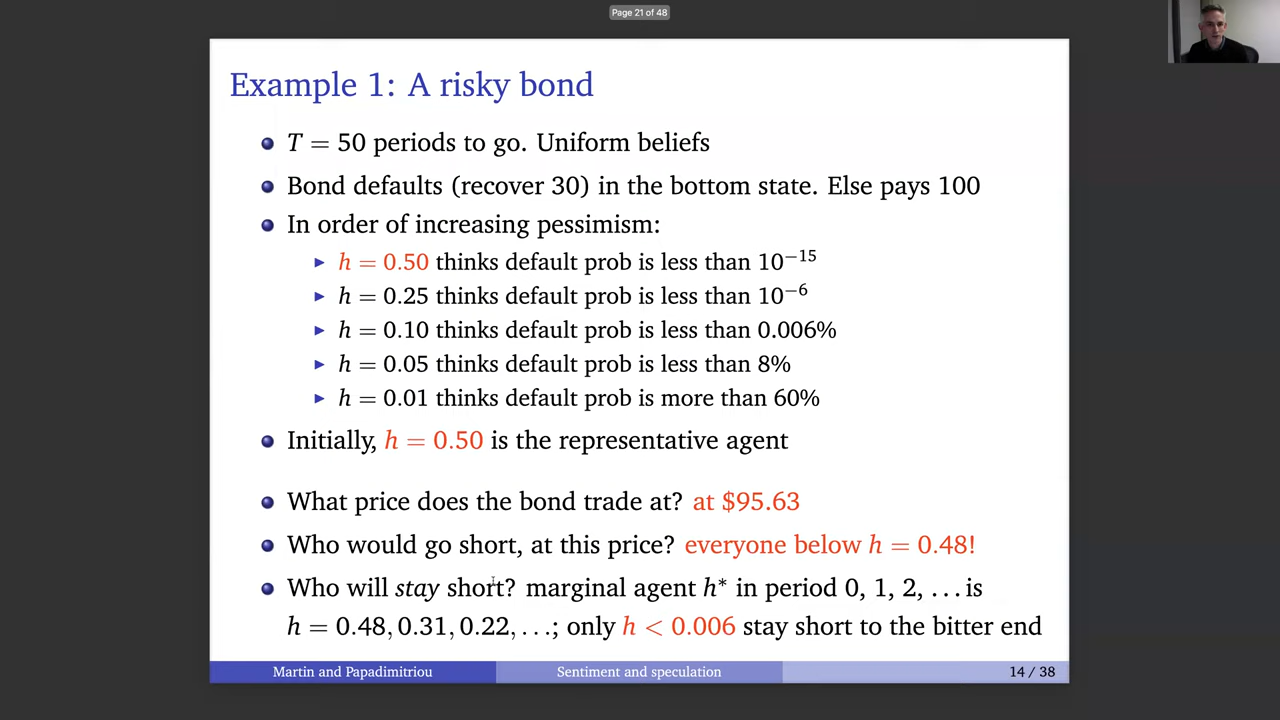 Page 21 of 48
Example 1: A risky bond
T = 50 periods to go. Uniform beliefs
Bond defaults (recover 30) in the bottom state. Else pays 100
In order of increasing pessimism:
h = 0.50 thinks default prob is less than 10⁻¹⁵
h = 0.25 thinks default prob is less than 10⁻⁶
h = 0.10 thinks default prob is less than 0.006%
h = 0.05 thinks default prob is less than 8%
h = 0.01 thinks default prob is more than 60%
Initially, h = 0.50 is the representative agent
What price does the bond trade at? at $95.63
Who would go short, at this price? everyone below h = 0.48!
Who will stay short? marginal agent h* in period 0, 1, 2, ... is
h = 0.48, 0.31, 0.22, ...; only h < 0.006 stay short to the bitter end
Martin and Papadimitriou
Sentiment and speculation
14 / 38